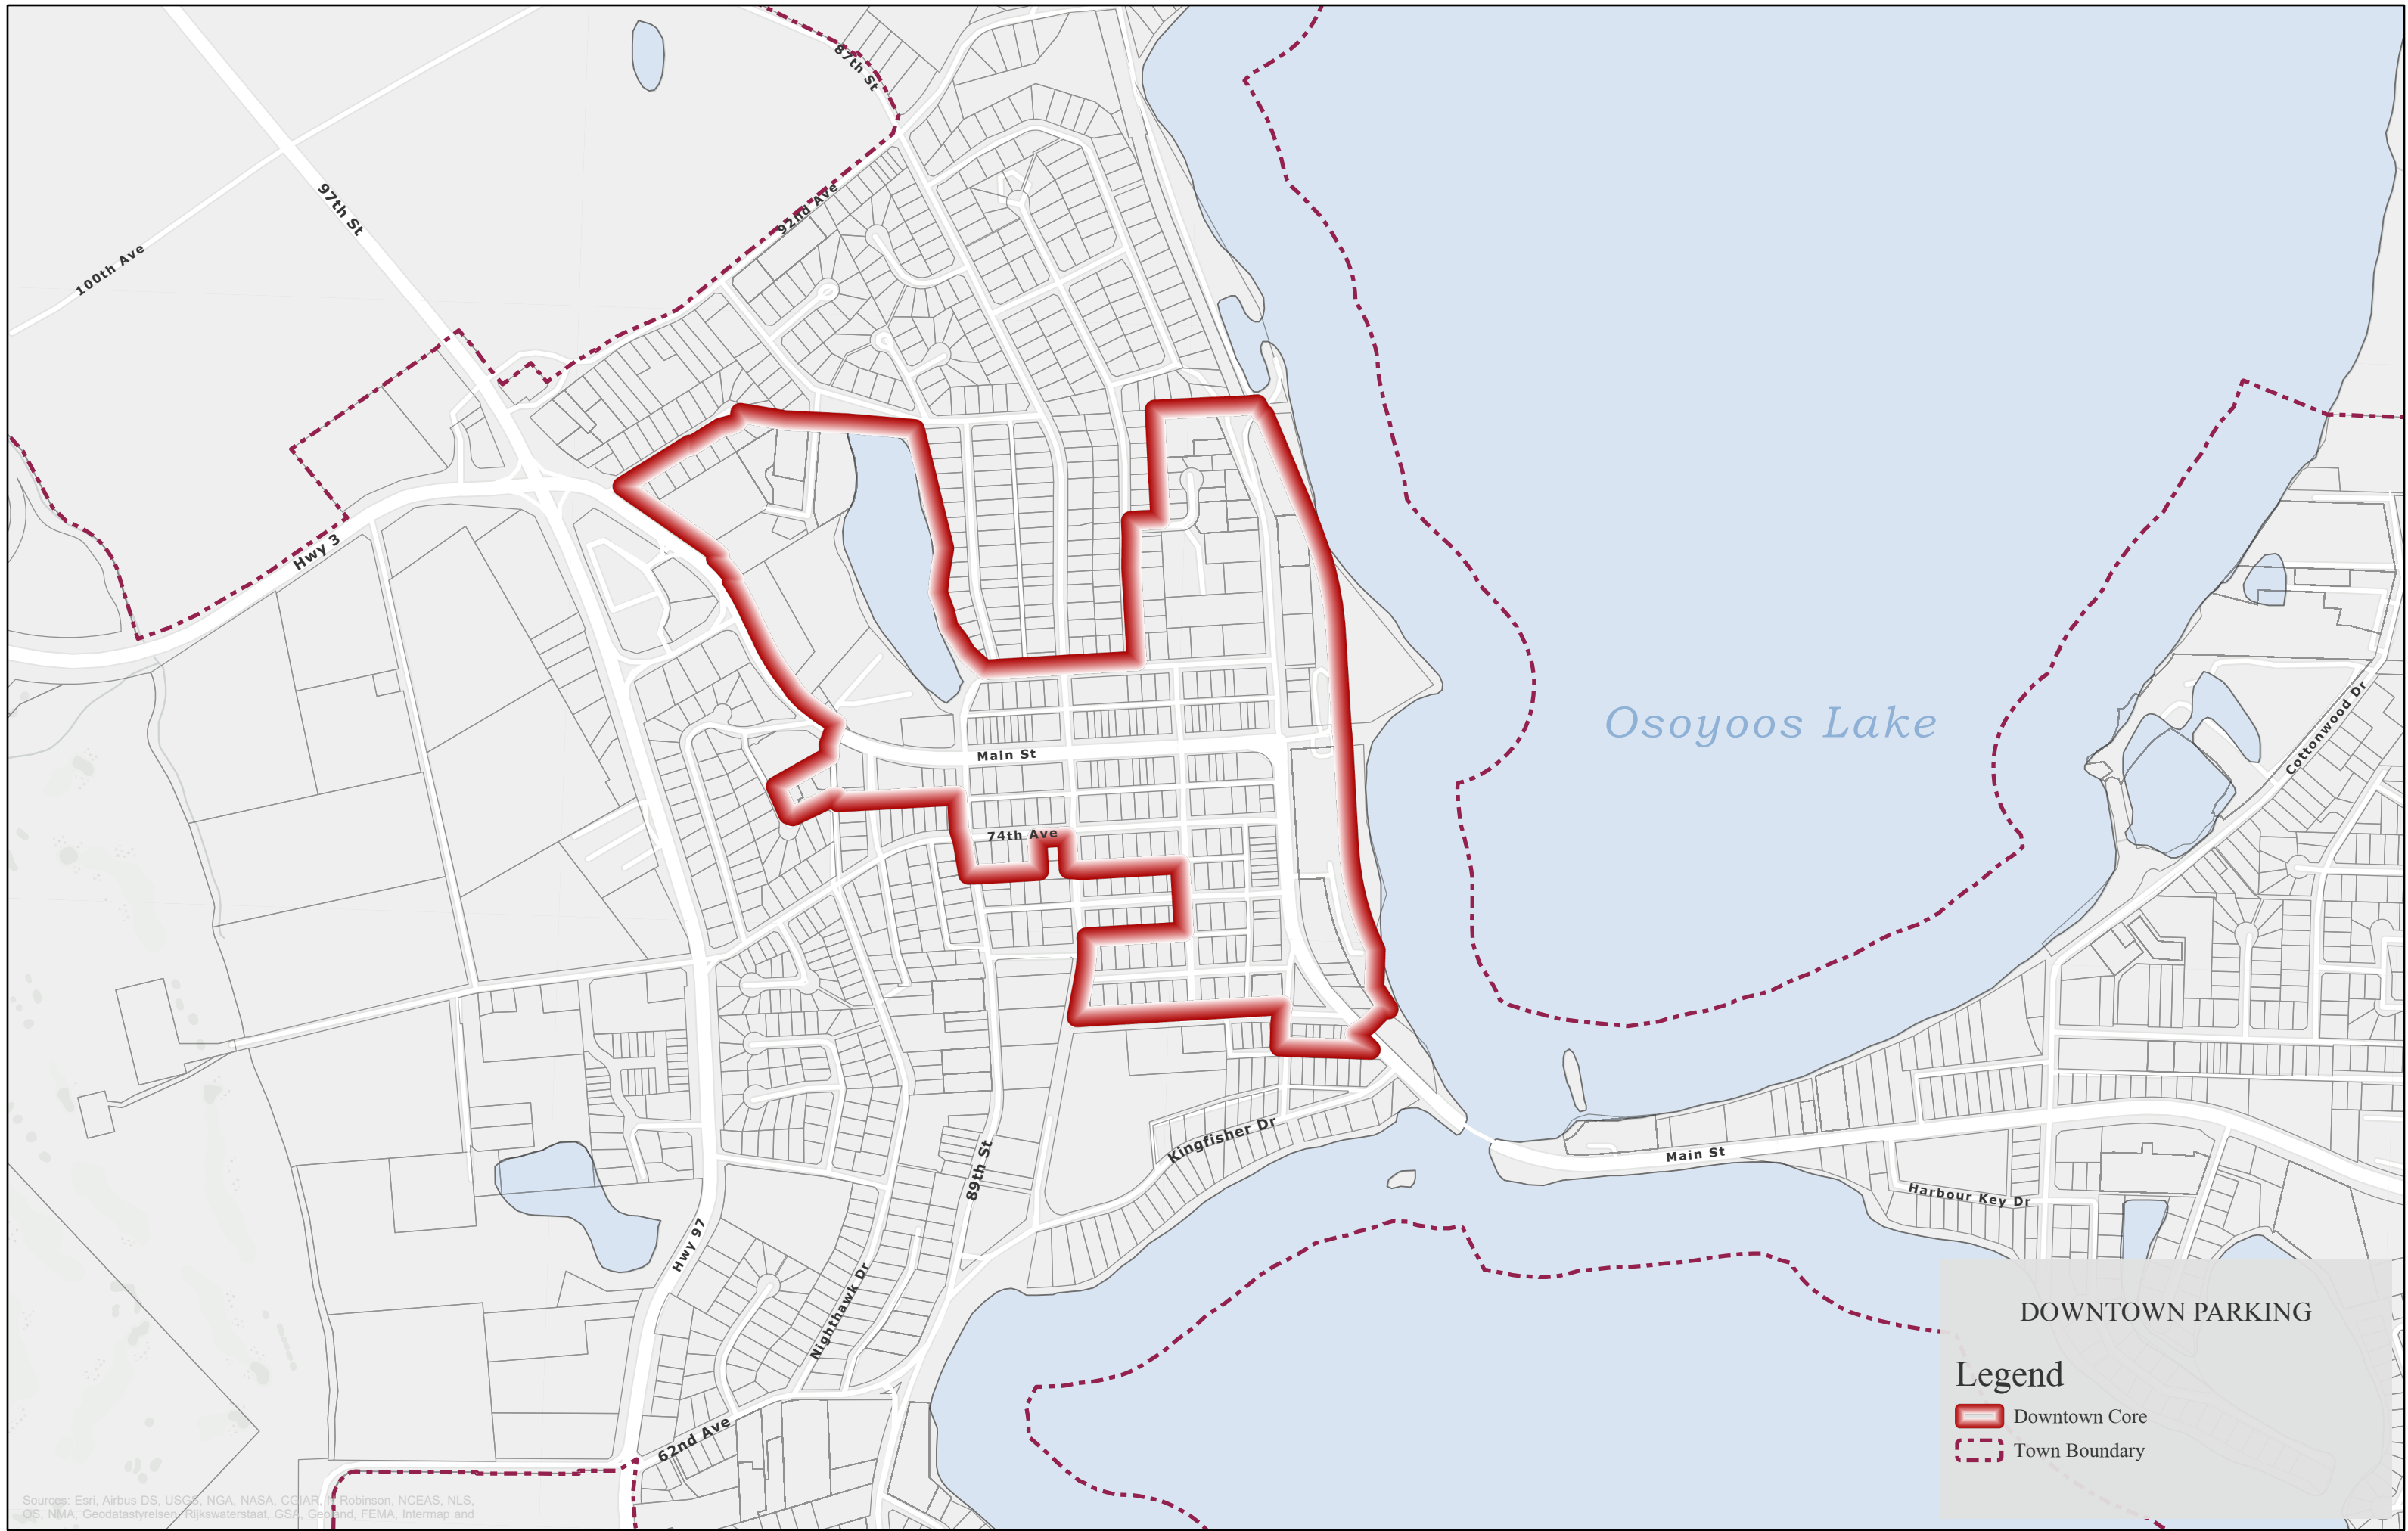 87th St
92nd Ave
97th St
100th Ave
Hwy 3
Osoyoos Lake
Cottonwood Dr
Main St
74th Ave
Kingfisher Dr
Main St
89th St
Harbour Key Dr
Hwy 97
Nighthawk Dr
62nd Ave
DOWNTOWN PARKING
Legend
Downtown Core
Town Boundary
Sources: Esri, Airbus DS, USGS, NGA, NASA, CGIAR, N Robinson, NCEAS, NLS,
OS, NMA, Geodatastyrelsen, Rijkswaterstaat, GSA, Geoland, FEMA, Intermap and